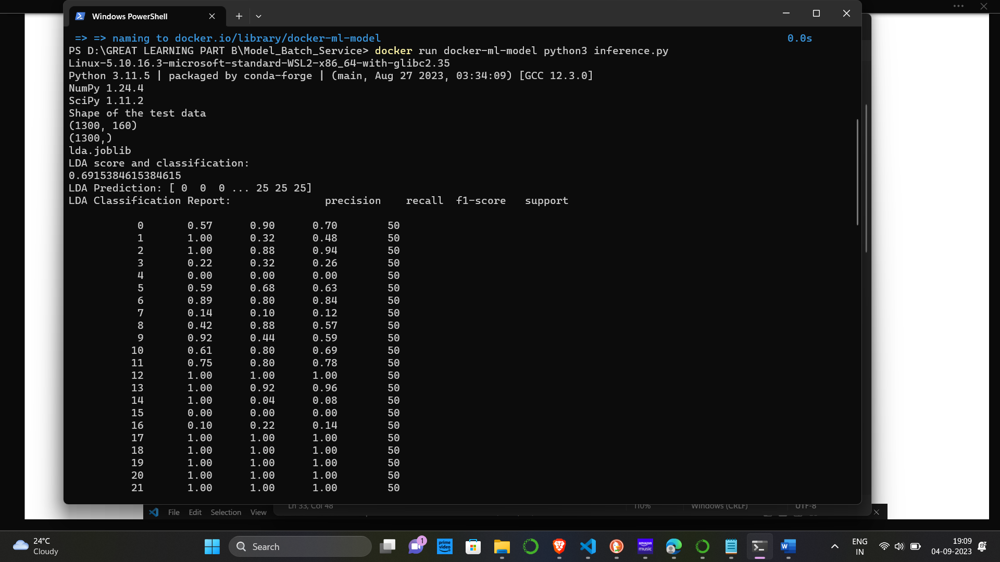 Windows PowerShell
=> => naming to docker.io/library/docker-ml-model 0.0s
PS D:\GREAT LEARNING PART B\Model_Batch_Service> docker run docker-ml-model python3 inference.py
Linux-5.10.16.3-microsoft-standard-WSL2-x86_64-with-glibc2.35
Python 3.11.5 | packaged by conda-forge | (main, Aug 27 2023, 03:34:09) [GCC 12.3.0]
NumPy 1.24.4
SciPy 1.11.2
Shape of the test data
(1300, 160)
(1300,)
lda.joblib
LDA score and classification:
0.6915384615384615
LDA Prediction: [ 0  0  0 ... 25 25 25]
LDA Classification Report: precision recall f1-score support
0 0.57 0.90 0.70 50
1 1.00 0.32 0.48 50
2 1.00 0.88 0.94 50
3 0.22 0.32 0.26 50
4 0.00 0.00 0.00 50
5 0.59 0.68 0.63 50
6 0.89 0.80 0.84 50
7 0.14 0.10 0.12 50
8 0.42 0.88 0.57 50
9 0.92 0.44 0.59 50
10 0.61 0.80 0.69 50
11 0.75 0.80 0.78 50
12 1.00 1.00 1.00 50
13 1.00 0.92 0.96 50
14 1.00 0.04 0.08 50
15 0.00 0.00 0.00 50
16 0.10 0.22 0.14 50
17 1.00 1.00 1.00 50
18 1.00 1.00 1.00 50
19 1.00 1.00 1.00 50
20 1.00 1.00 1.00 50
21 1.00 1.00 1.00 50
Ln 33, Col 48 110% Windows (CRLF) UTF-8
File Edit Selection View
24°C
Cloudy
Search
1
prime video
amazon music
W
ENG
IN
19:09
04-09-2023